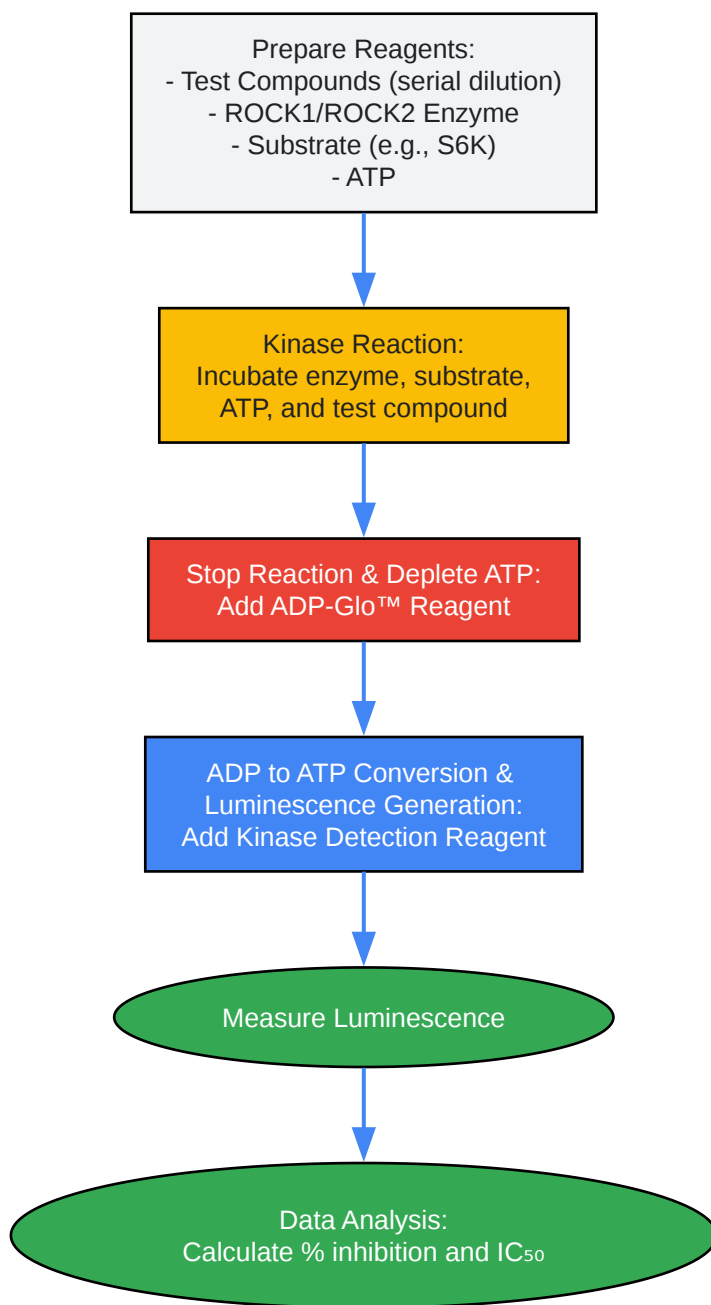 Prepare Reagents:
- Test Compounds (serial dilution)
- ROCK1/ROCK2 Enzyme
- Substrate (e.g., S6K)
- ATP
Kinase Reaction:
Incubate enzyme, substrate,
ATP, and test compound
Stop Reaction & Deplete ATP:
Add ADP-Glo™ Reagent
ADP to ATP Conversion &
Luminescence Generation:
Add Kinase Detection Reagent
Measure Luminescence
Data Analysis:
Calculate % inhibition and IC₅₀